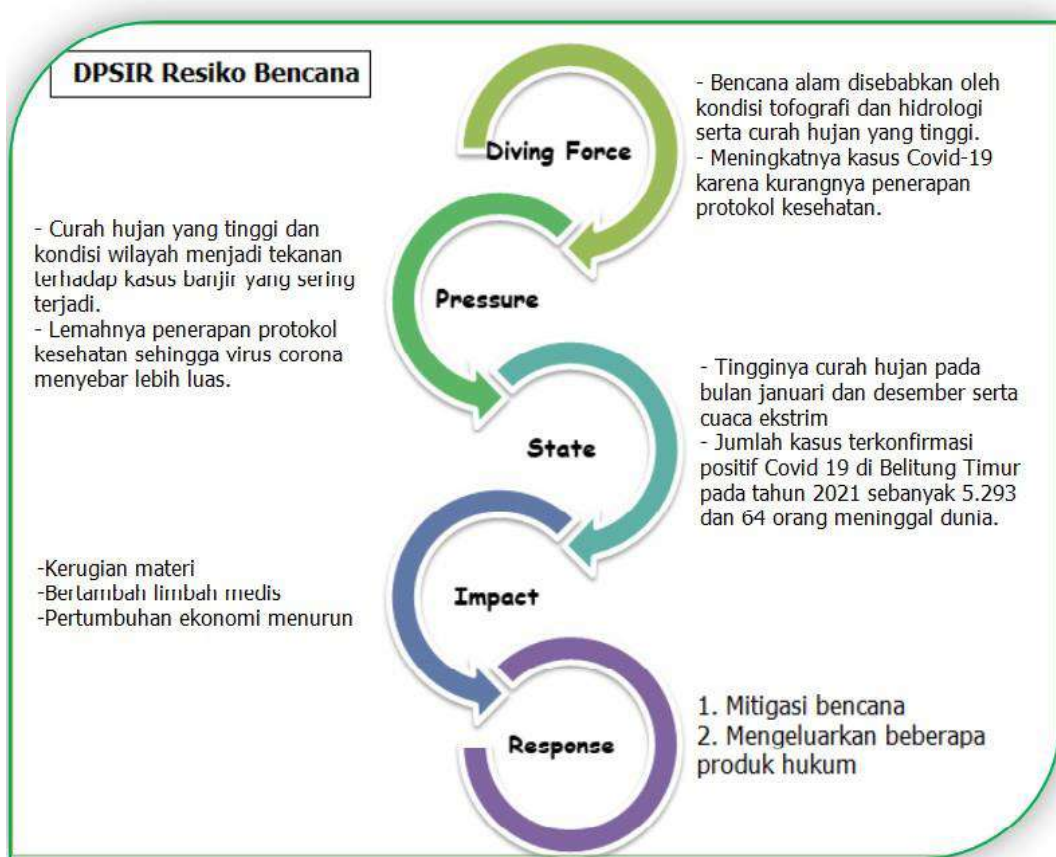 DPSIR Resiko Bencana
Diving Force
- Bencana alam disebabkan oleh
kondisi tofografi dan hidrologi
serta curah hujan yang tinggi.
- Meningkatnya kasus Covid-19
karena kurangnya penerapan
protokol kesehatan.
- Curah hujan yang tinggi dan
kondisi wilayah menjadi tekanan
terhadap kasus banjir yang sering
terjadi.
- Lemahnya penerapan protokol
kesehatan sehingga virus corona
menyebar lebih luas.
Pressure
State
- Tingginya curah hujan pada
bulan januari dan desember serta
cuaca ekstrim
- Jumlah kasus terkonfirmasi
positif Covid 19 di Belitung Timur
pada tahun 2021 sebanyak 5.293
dan 64 orang meninggal dunia.
-Kerugian materi
-Bertambah limbah medis
-Pertumbuhan ekonomi menurun
Impact
Response
1. Mitigasi bencana
2. Mengeluarkan beberapa
produk hukum